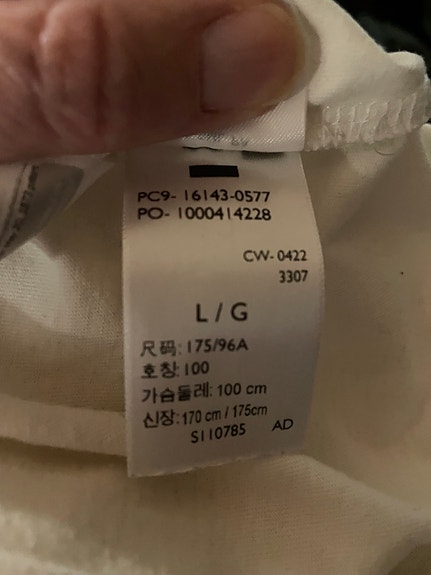 PC9- 16143-0577
PO- 1000414228
CW- 0422
3307
L / G
尺码: 175/96A
호칭: 100
가슴둘레: 100 cm
신장: 170 cm / 175cm
S110785 AD